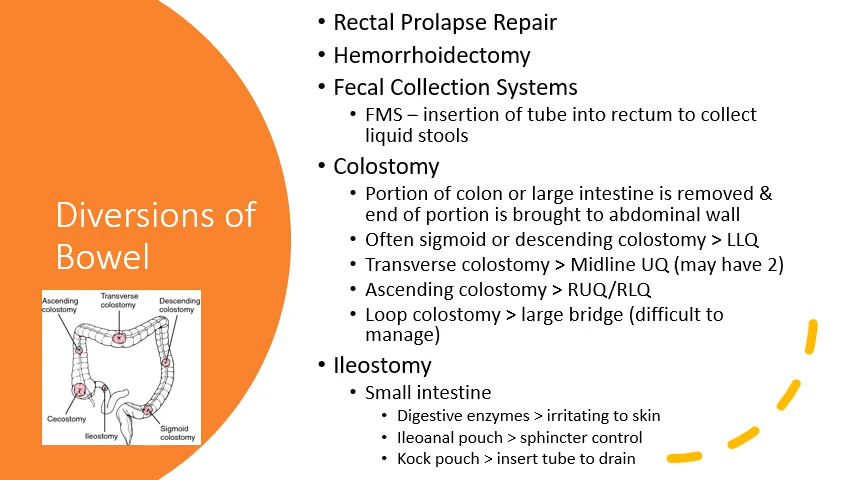 Diversions of
Bowel
Ascending
colostomy
Transverse
colostomy
Descending
colostomy
Cecostomy
Ileostomy
Sigmoid
colostomy
• Rectal Prolapse Repair
• Hemorrhoidectomy
• Fecal Collection Systems
• FMS – insertion of tube into rectum to collect
liquid stools
• Colostomy
• Portion of colon or large intestine is removed &
end of portion is brought to abdominal wall
• Often sigmoid or descending colostomy > LLQ
• Transverse colostomy > Midline UQ (may have 2)
• Ascending colostomy > RUQ/RLQ
• Loop colostomy > large bridge (difficult to
manage)
• Ileostomy
• Small intestine
• Digestive enzymes > irritating to skin
• Ileoanal pouch > sphincter control
• Kock pouch > insert tube to drain